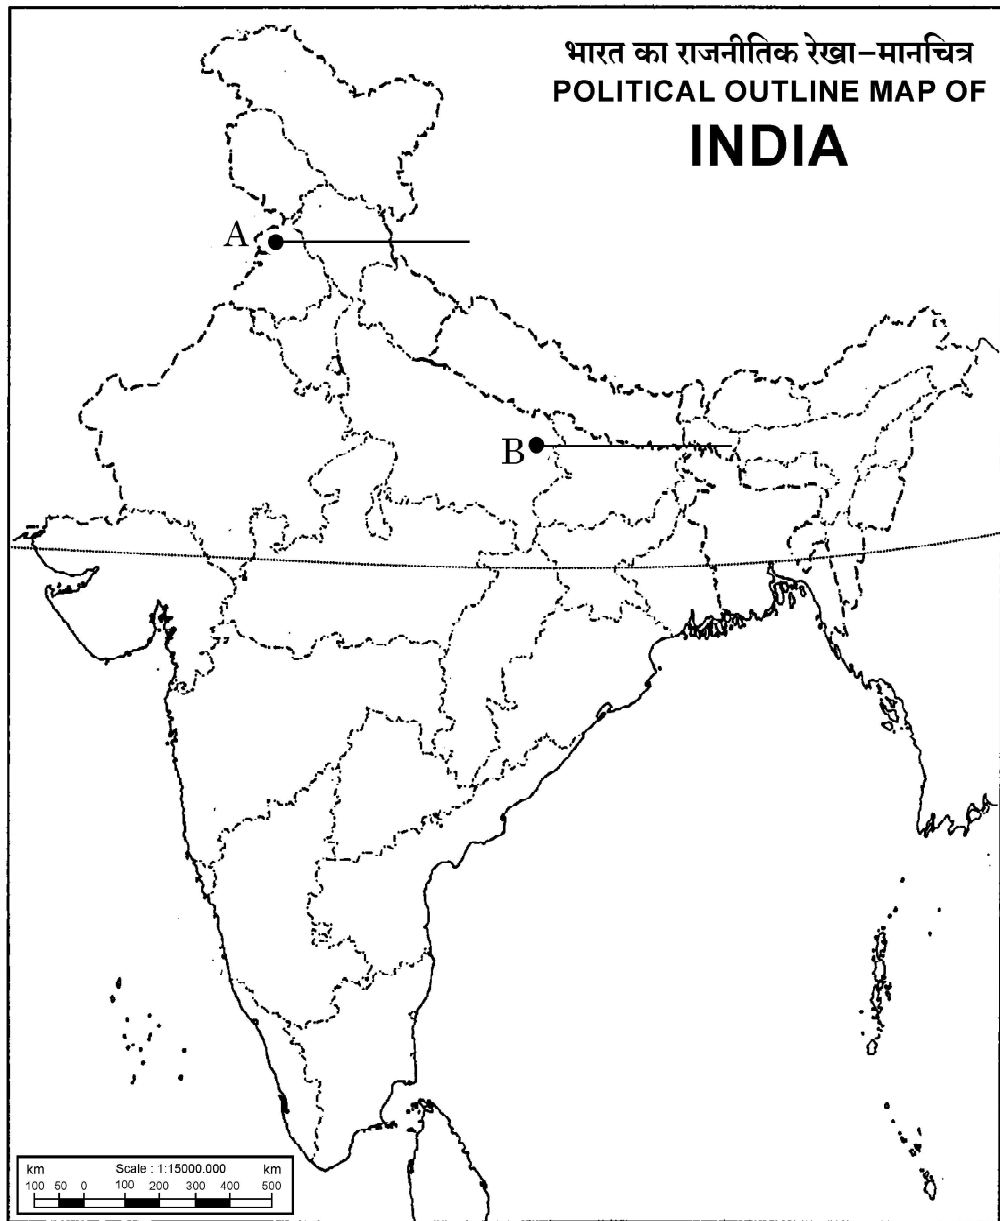 भारत का राजनीतिक रेखा–मानचित्र
POLITICAL OUTLINE MAP OF
INDIA
A
B
km Scale : 1:15000.000 km
100 50 0 100 200 300 400 500